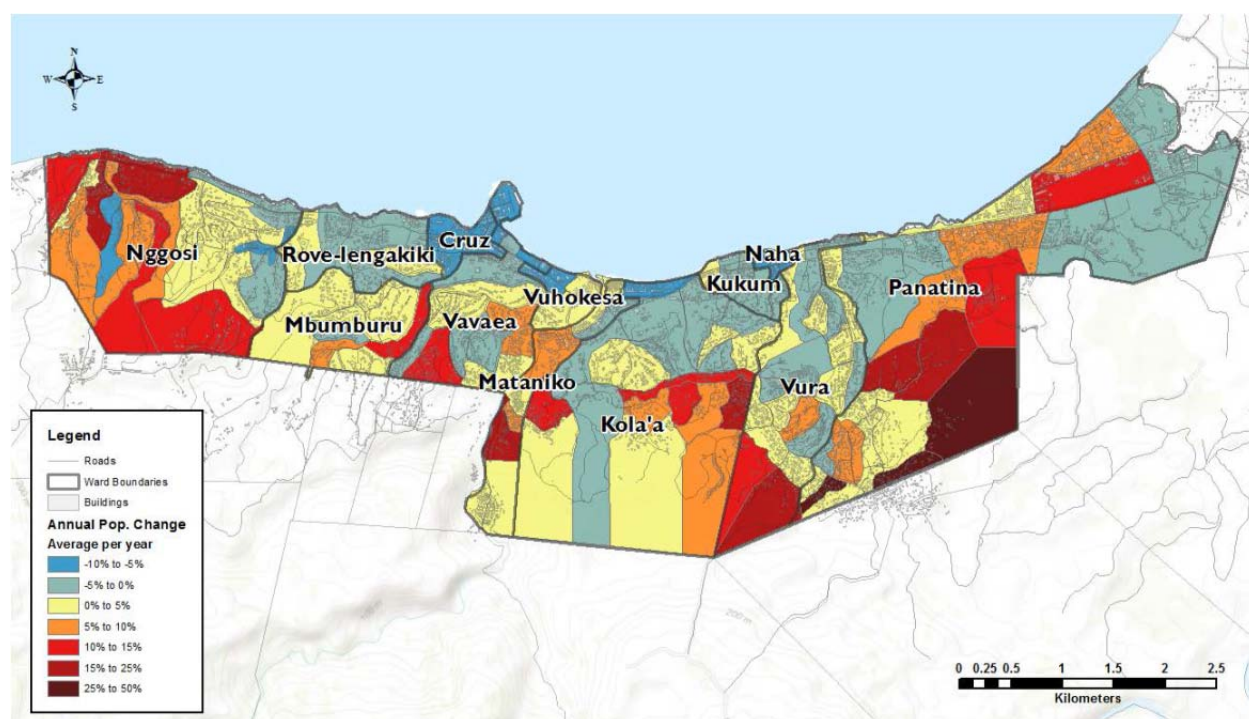 N
W E
S
Nggosi
Rove-lengakiki
Cruz
Naha
Kukum
Vuhokesa
Panatina
Mbumburu
Vavaea
Mataniko
Vura
Kola'a
Legend
Roads
Ward Boundaries
Buildings
Annual Pop. Change
Average per year
-10% to -5%
-5% to 0%
0% to 5%
5% to 10%
10% to 15%
15% to 25%
25% to 50%
200 m
0 0.25 0.5 1 1.5 2 2.5
Kilometers